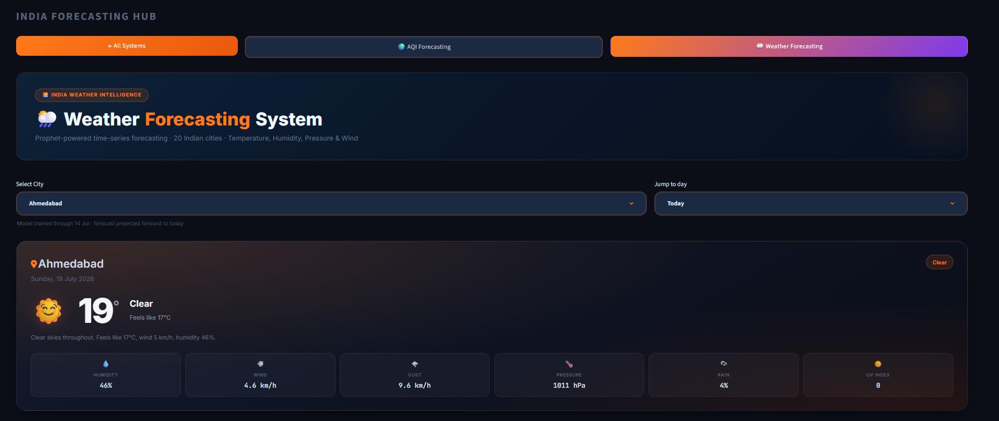 INDIA FORECASTING HUB
← All Systems
AQI Forecasting
Weather Forecasting
INDIA WEATHER INTELLIGENCE
Weather Forecasting System
Prophet-powered time-series forecasting · 20 Indian cities · Temperature, Humidity, Pressure & Wind
Select City
Jump to day
Ahmedabad
Today
Model trained through 14 Jul · forecast projected forward to today
Ahmedabad
Clear
Sunday, 19 July 2026
19°
Clear
Feels like 17°C
Clear skies throughout. Feels like 17°C, wind 5 km/h, humidity 46%.
HUMIDITY
46%
WIND
4.6 km/h
GUST
9.6 km/h
PRESSURE
1011 hPa
RAIN
4%
UV INDEX
0